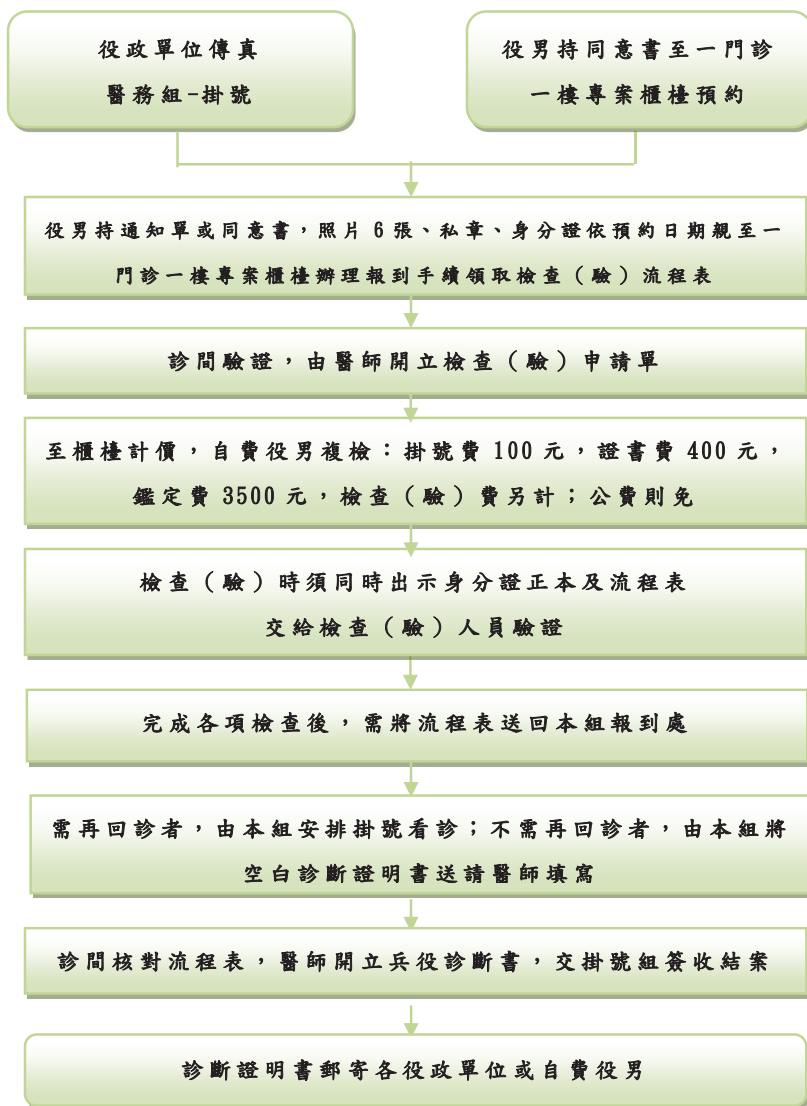 役政單位傳真
醫務組-掛號
役男持同意書至一門診
一樓專案櫃檯預約
役男持通知單或同意書，照片 6 張、私章、身分證依預約日期親至一
門診一樓專案櫃檯辦理報到手續領取檢查（驗）流程表
診間驗證，由醫師開立檢查（驗）申請單
至櫃檯計價，自費役男複檢：掛號費 100 元，證書費 400 元，
鑑定費 3500 元，檢查（驗）費另計；公費則免
檢查（驗）時須同時出示身分證正本及流程表
交給檢查（驗）人員驗證
完成各項檢查後，需將流程表送回本組報到處
需再回診者，由本組安排掛號看診；不需再回診者，由本組將
空白診斷證明書送請醫師填寫
診間核對流程表，醫師開立兵役診斷書，交掛號組簽收結案
診斷證明書郵寄各役政單位或自費役男